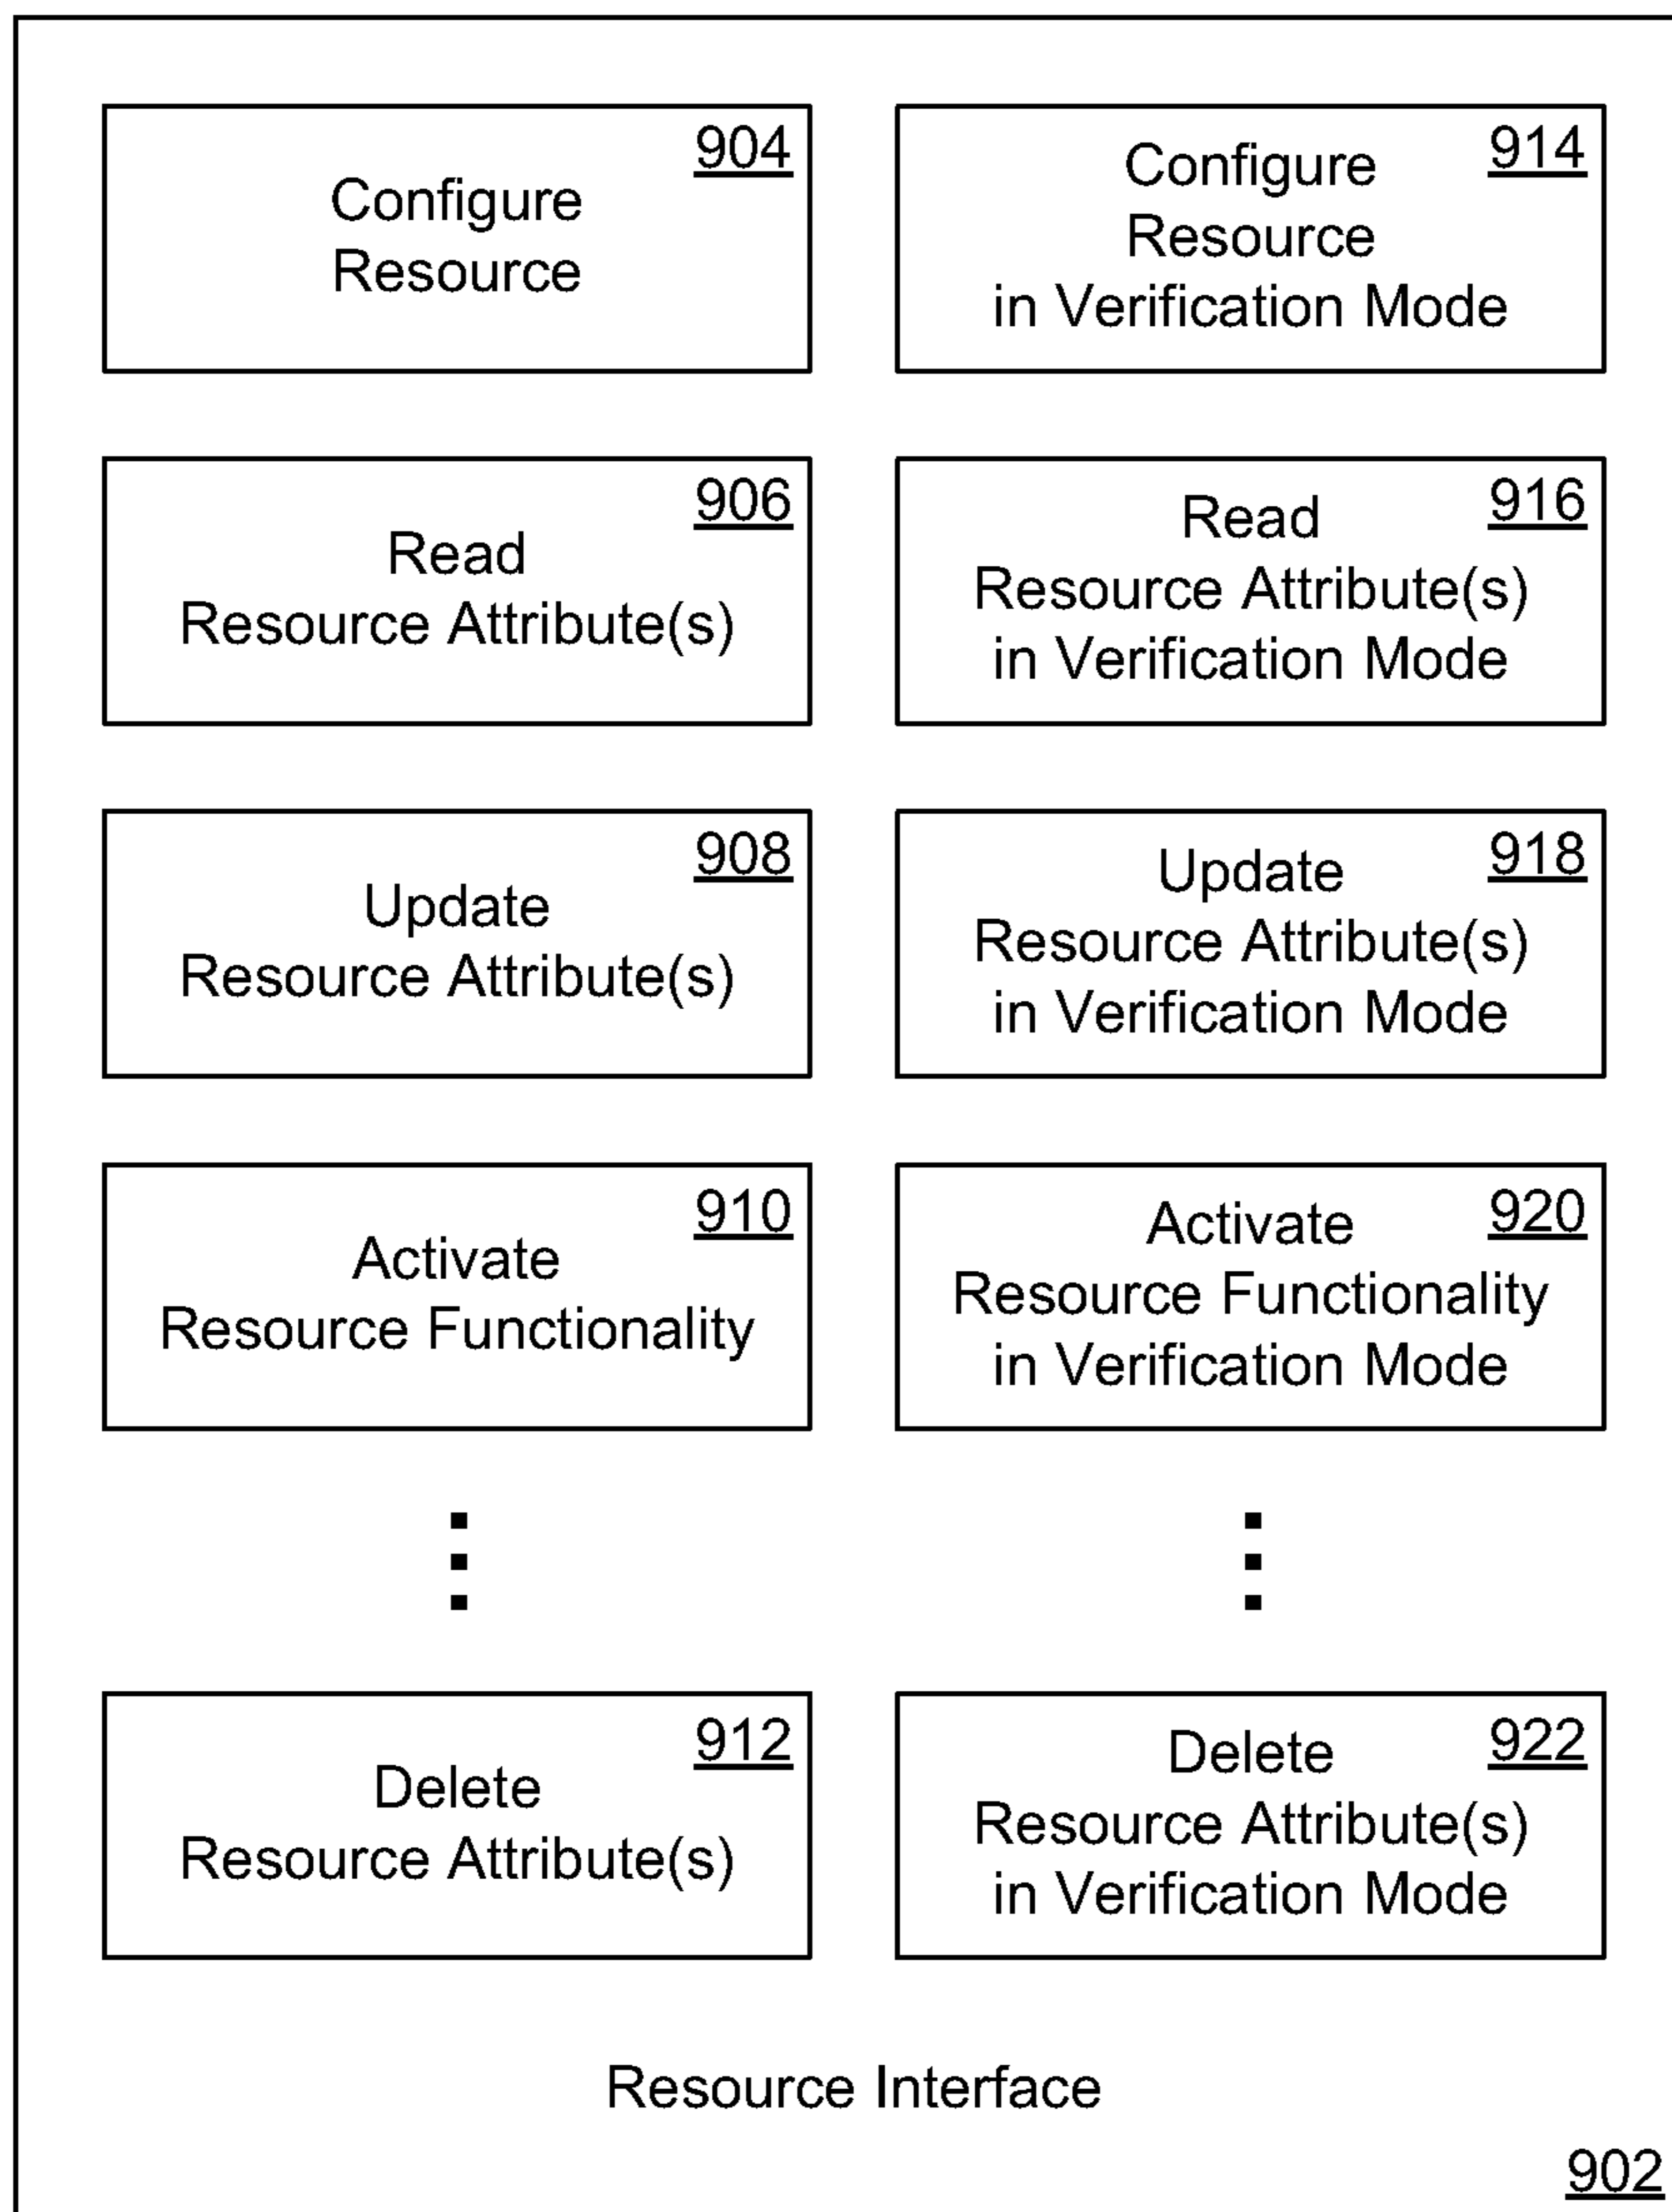 904
Configure
Resource
914
Configure
Resource
in Verification Mode
906
Read
Resource Attribute(s)
916
Read
Resource Attribute(s)
in Verification Mode
908
Update
Resource Attribute(s)
918
Update
Resource Attribute(s)
in Verification Mode
910
Activate
Resource Functionality
920
Activate
Resource Functionality
in Verification Mode
912
Delete
Resource Attribute(s)
922
Delete
Resource Attribute(s)
in Verification Mode
Resource Interface
902